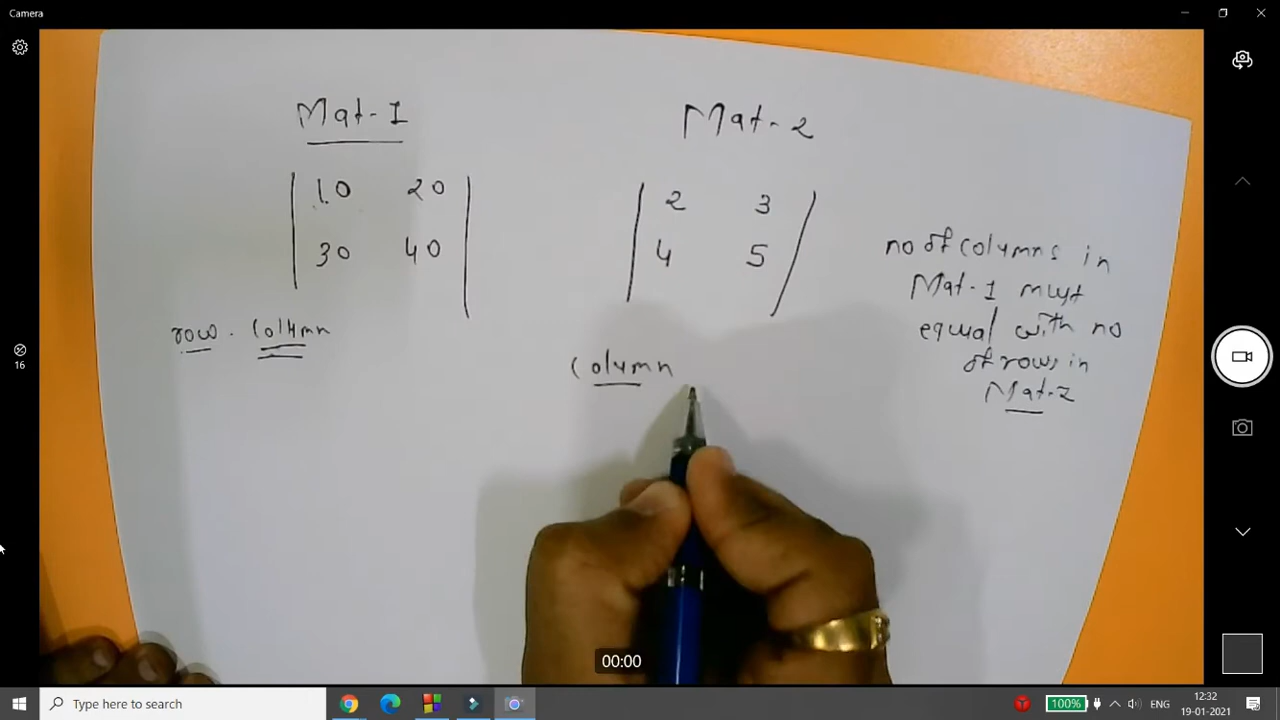 Camera
Mat-1
Mat-2
10 20
2 3
30 40
4 5
no of columns in
Mat-1 must
equal with no
of rows in
Mat-2
row - Column
Column
16
00:00
Type here to search
100%
ENG
12:32
19-01-2021